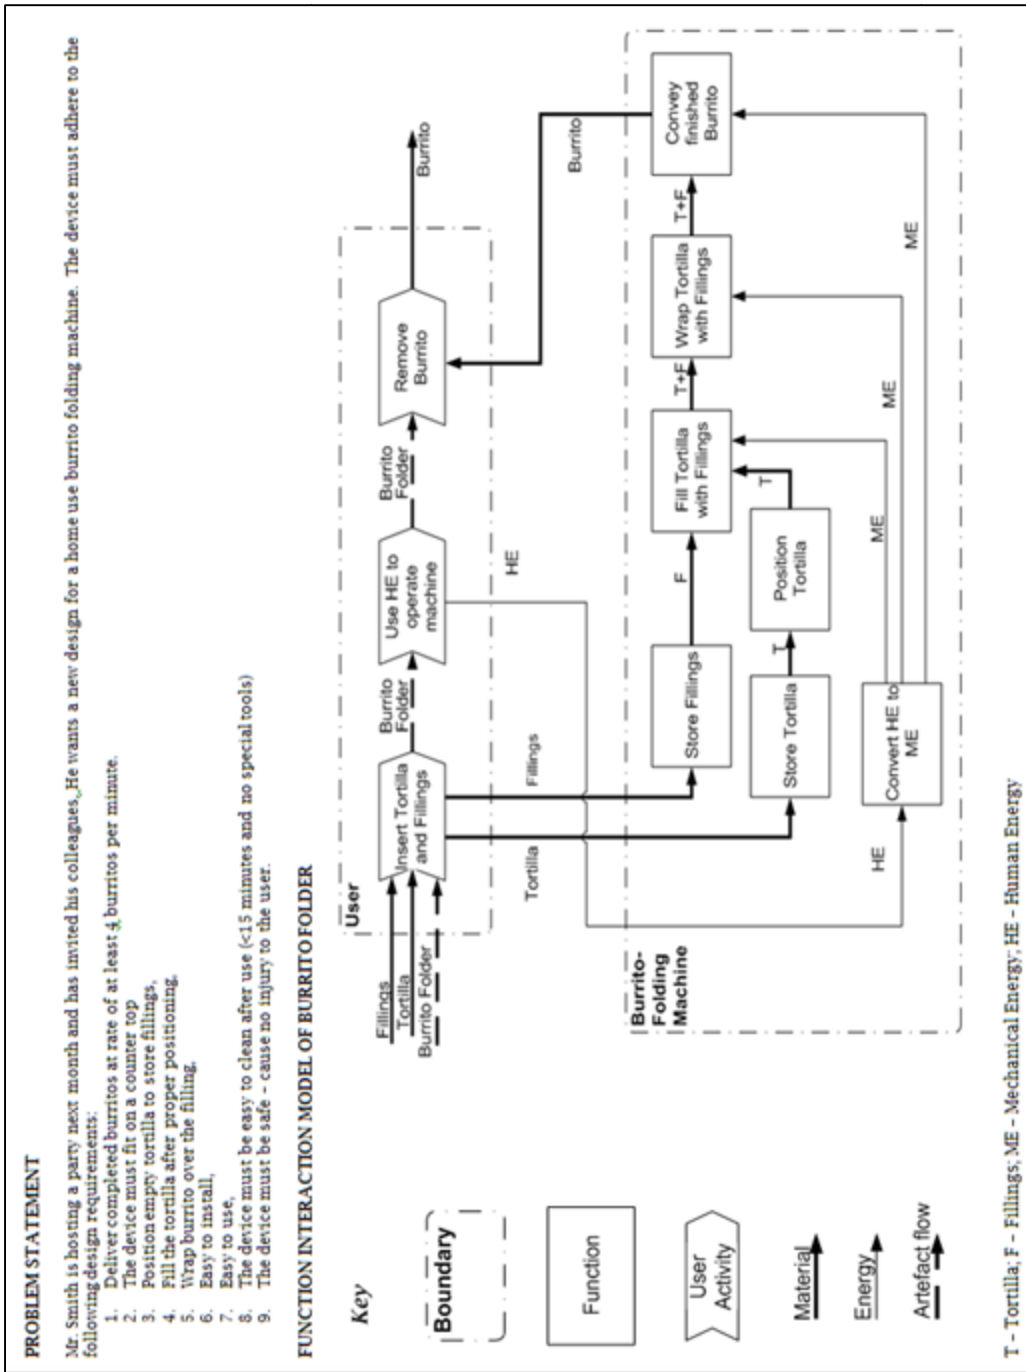 PROBLEM STATEMENT
Mr. Smith is hosting a party next month and has invited his colleagues. He wants a new design for a home use burrito folding machine. The device must adhere to the
following design requirements:
1. Deliver completed burritos at rate of at least 4 burritos per minute.
2. The device must fit on a counter top
3. Position empty tortilla to store fillings,
4. Fill the tortilla after proper positioning,
5. Wrap burrito over the filling,
6. Easy to install,
7. Easy to use,
8. The device must be easy to clean after use (<15 minutes and no special tools)
9. The device must be safe – cause no injury to the user.
FUNCTION INTERACTION MODEL OF BURRITO FOLDER
Key
Boundary
Function
User
Activity
Material
Energy
Artefact flow
User
Fillings
Tortilla
Burrito Folder
Insert Tortilla
and Fillings
Burrito
Folder
Use HE to
operate
machine
Burrito
Folder
Remove
Burrito
Burrito
Tortilla
Fillings
HE
Burrito
Burrito-
Folding
Machine
Store Fillings
F
Fill Tortilla
with Fillings
T+F
Wrap Tortilla
with Fillings
T+F
Convey
finished
Burrito
Store Tortilla
T
Position
Tortilla
T
HE
Convert HE to
ME
ME
ME
ME
T – Tortilla; F – Fillings; ME – Mechanical Energy; HE – Human Energy